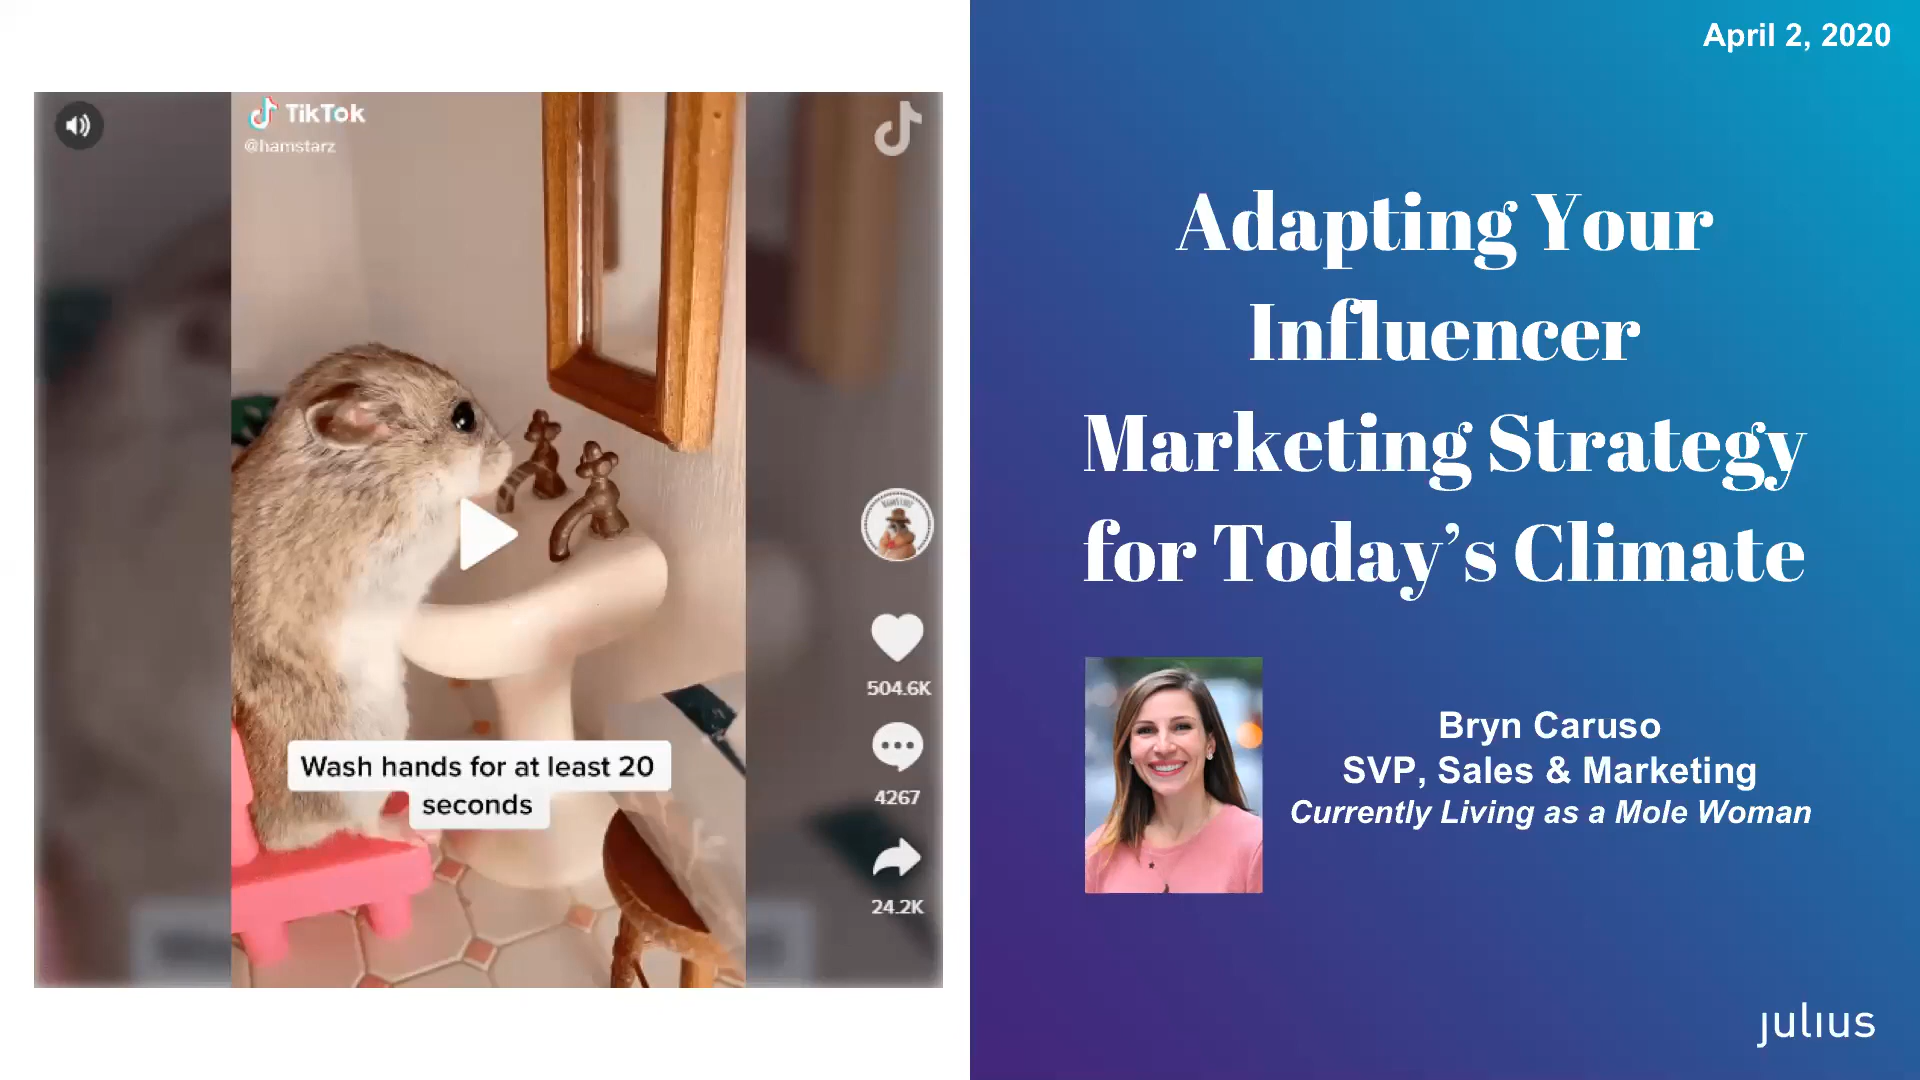 TikTok
@hamstarz
504.6K
4267
24.2K
Wash hands for at least 20
seconds
April 2, 2020
Adapting Your
Influencer
Marketing Strategy
for Today’s Climate
Bryn Caruso
SVP, Sales & Marketing
Currently Living as a Mole Woman
julius